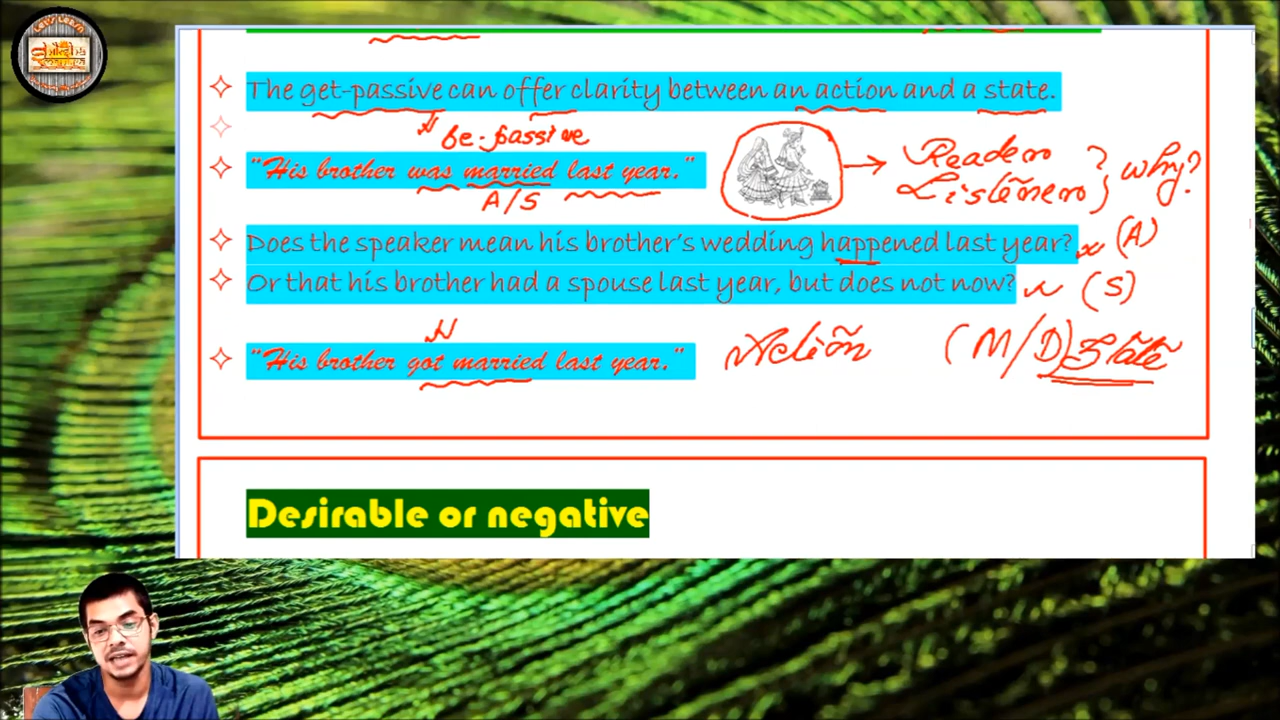 The get-passive can offer clarity between an action and a state.
be-passive
"His brother was married last year."
A/S
Reader
Listener
why?
Does the speaker mean his brother's wedding happened last year?
(A)
Or that his brother had a spouse last year, but does not now?
(S)
"His brother got married last year."
Action
(M/D) State
Desirable or negative